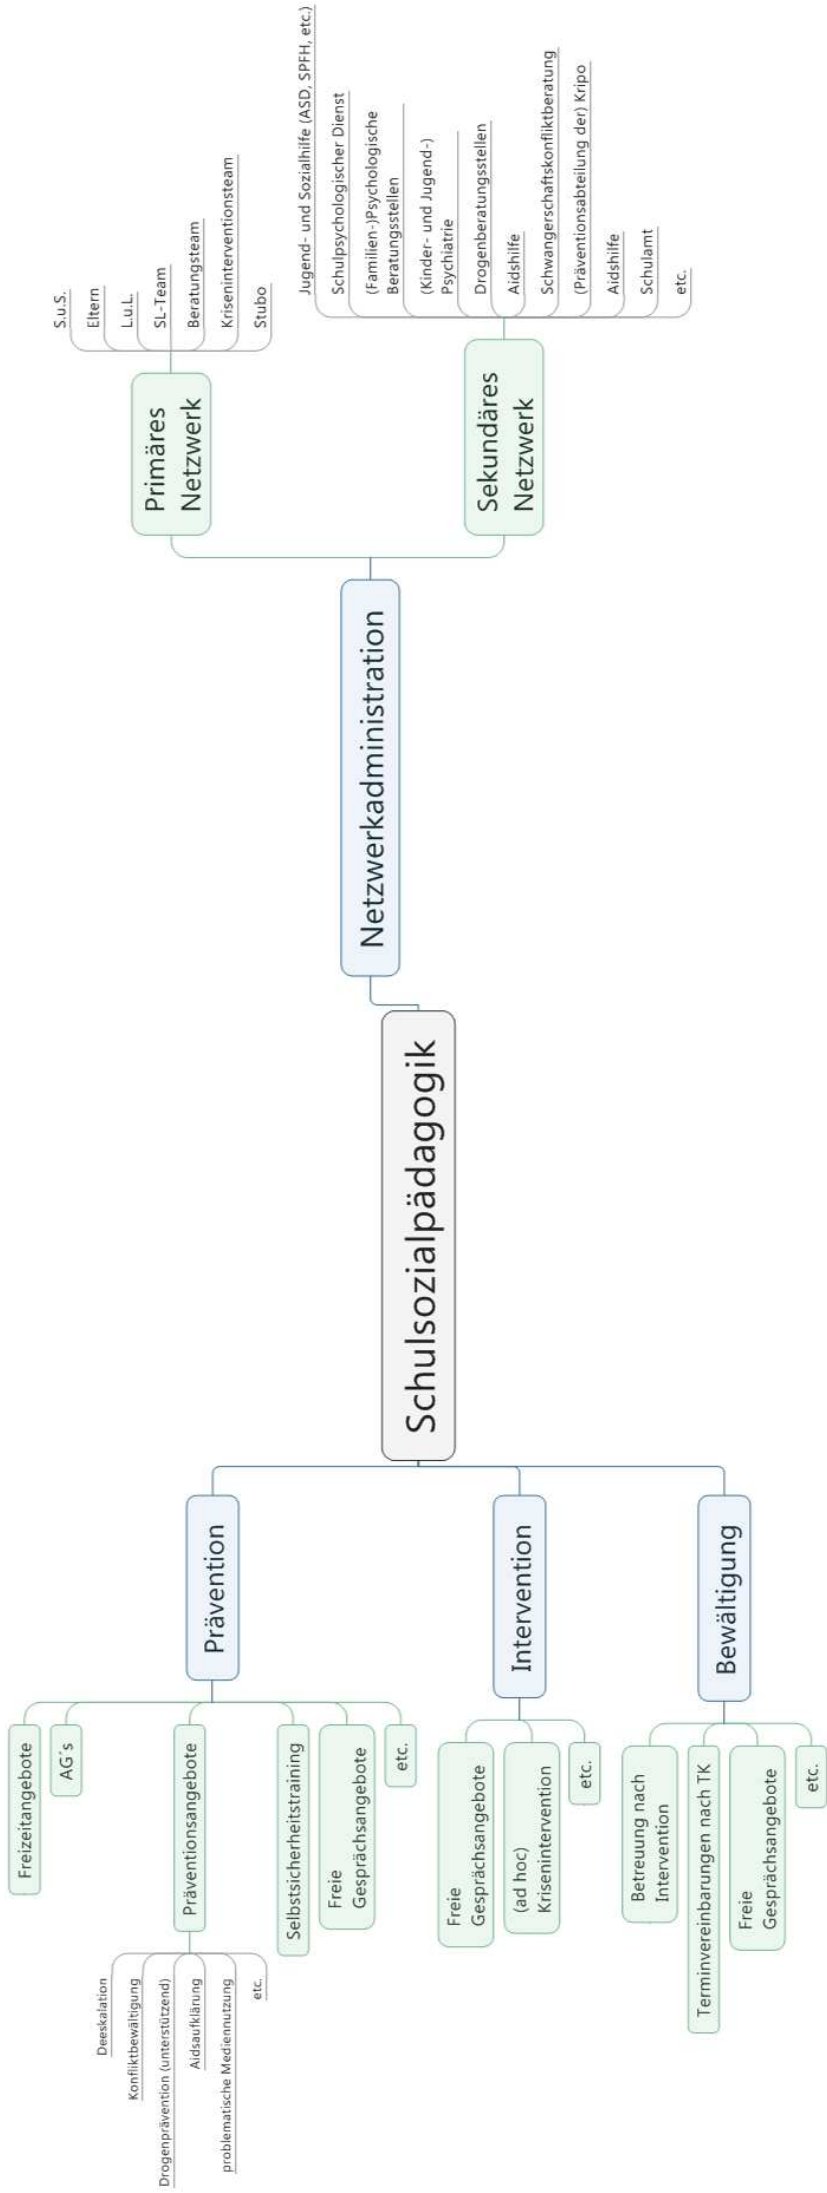 Schulsozialpädagogik
Prävention
Freizeitangebote
AG´s
Präventionsangebote
Deeskalation
Konfliktbewältigung
Drogenprävention (unterstützend)
Aidsaufklärung
problematische Mediennutzung
etc.
Selbstsicherheitstraining
Freie
Gesprächsangebote
etc.
Intervention
Freie
Gesprächsangebote
(ad hoc)
Krisenintervention
etc.
Bewältigung
Betreuung nach
Intervention
Terminvereinbarungen nach TK
Freie
Gesprächsangebote
etc.
Netzwerkadministration
Primäres
Netzwerk
S.u.S.
Eltern
L.u.L.
SL-Team
Beratungsteam
Kriseninterventionsteam
Stubo
Sekundäres
Netzwerk
Jugend- und Sozialhilfe (ASD, SPFH, etc.)
Schulpsychologischer Dienst
(Familien-)Psychologische
Beratungsstellen
(Kinder- und Jugend-)
Psychiatrie
Drogenberatungsstellen
Aidshilfe
Schwangerschaftskonfliktberatung
(Präventionsabteilung der) Kripo
Aidshilfe
Schulamt
etc.